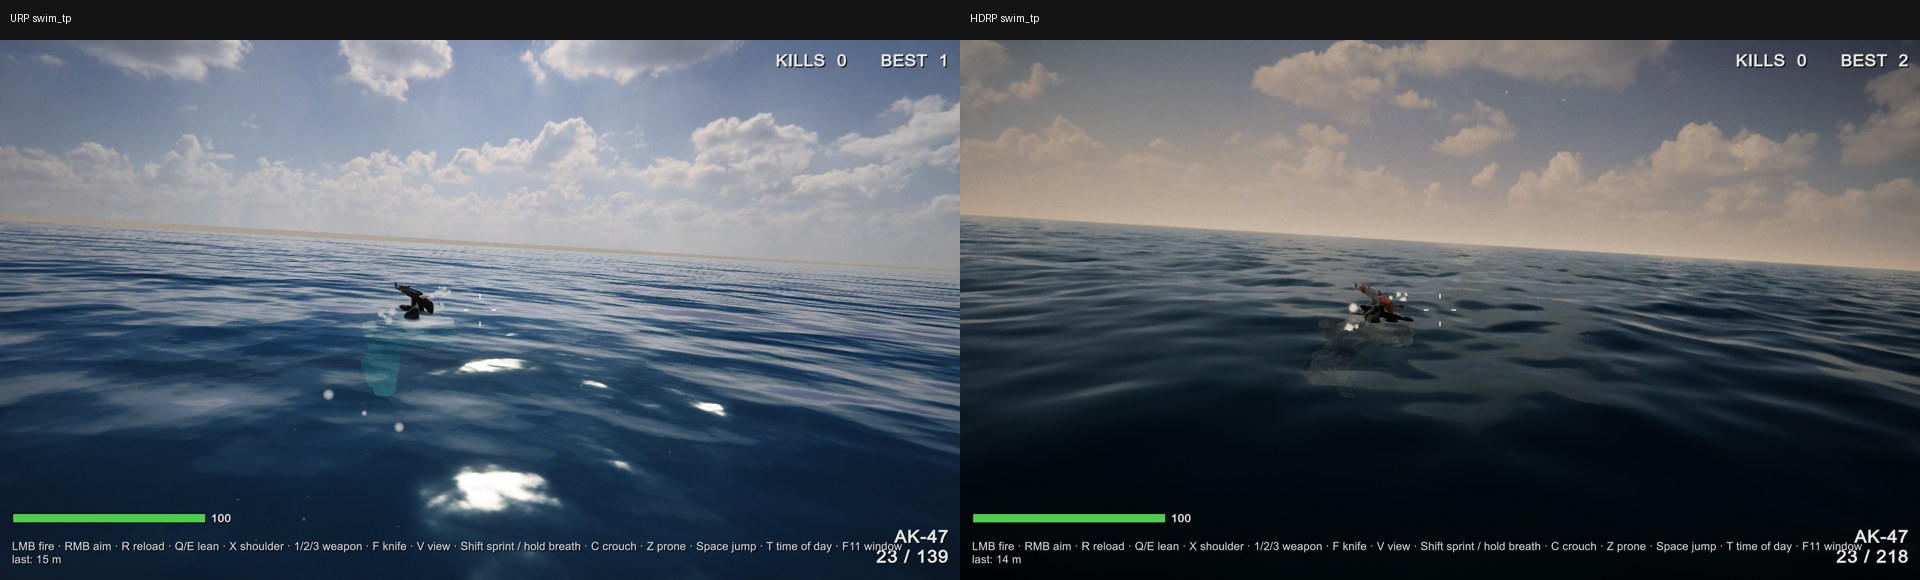 URP swim_tp
KILLS 0 BEST 1
100
AK-47
LMB fire · RMB aim · R reload · Q/E lean · X shoulder · 1/2/3 weapon · F knife · V view · Shift sprint / hold breath · C crouch · Z prone · Space jump · T time of day · F11 window
23 / 139
last: 15 m
HDRP swim_tp
KILLS 0 BEST 2
100
AK-47
LMB fire · RMB aim · R reload · Q/E lean · X shoulder · 1/2/3 weapon · F knife · V view · Shift sprint / hold breath · C crouch · Z prone · Space jump · T time of day · F11 window
23 / 218
last: 14 m